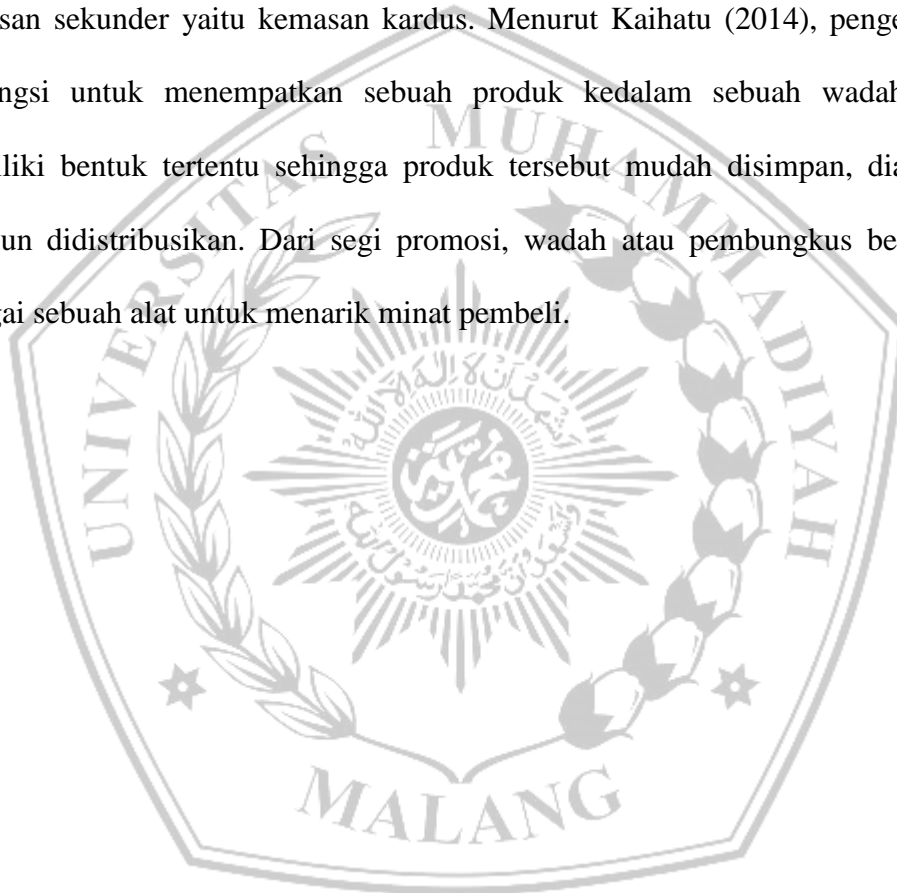 san sekunder yaitu kemasan kardus. Menurut Kaihatu (2014), penge
ngsi untuk menempatkan sebuah produk kedalam sebuah wadah
liki bentuk tertentu sehingga produk tersebut mudah disimpan, dia
un didistribusikan. Dari segi promosi, wadah atau pembungkus be
gai sebuah alat untuk menarik minat pembeli.
UNIVERSITAS MUHAMMADIYAH
MALANG